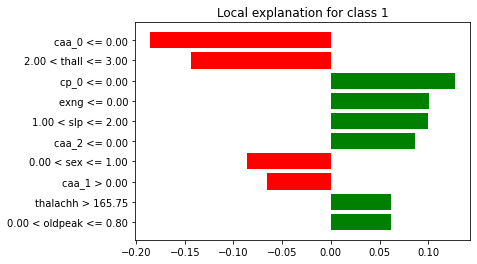 Local explanation for class 1
caa_0 <= 0.00
2.00 < thall <= 3.00
cp_0 <= 0.00
exng <= 0.00
1.00 < slp <= 2.00
caa_2 <= 0.00
0.00 < sex <= 1.00
caa_1 > 0.00
thalachh > 165.75
0.00 < oldpeak <= 0.80
−0.20 −0.15 −0.10 −0.05 0.00 0.05 0.10